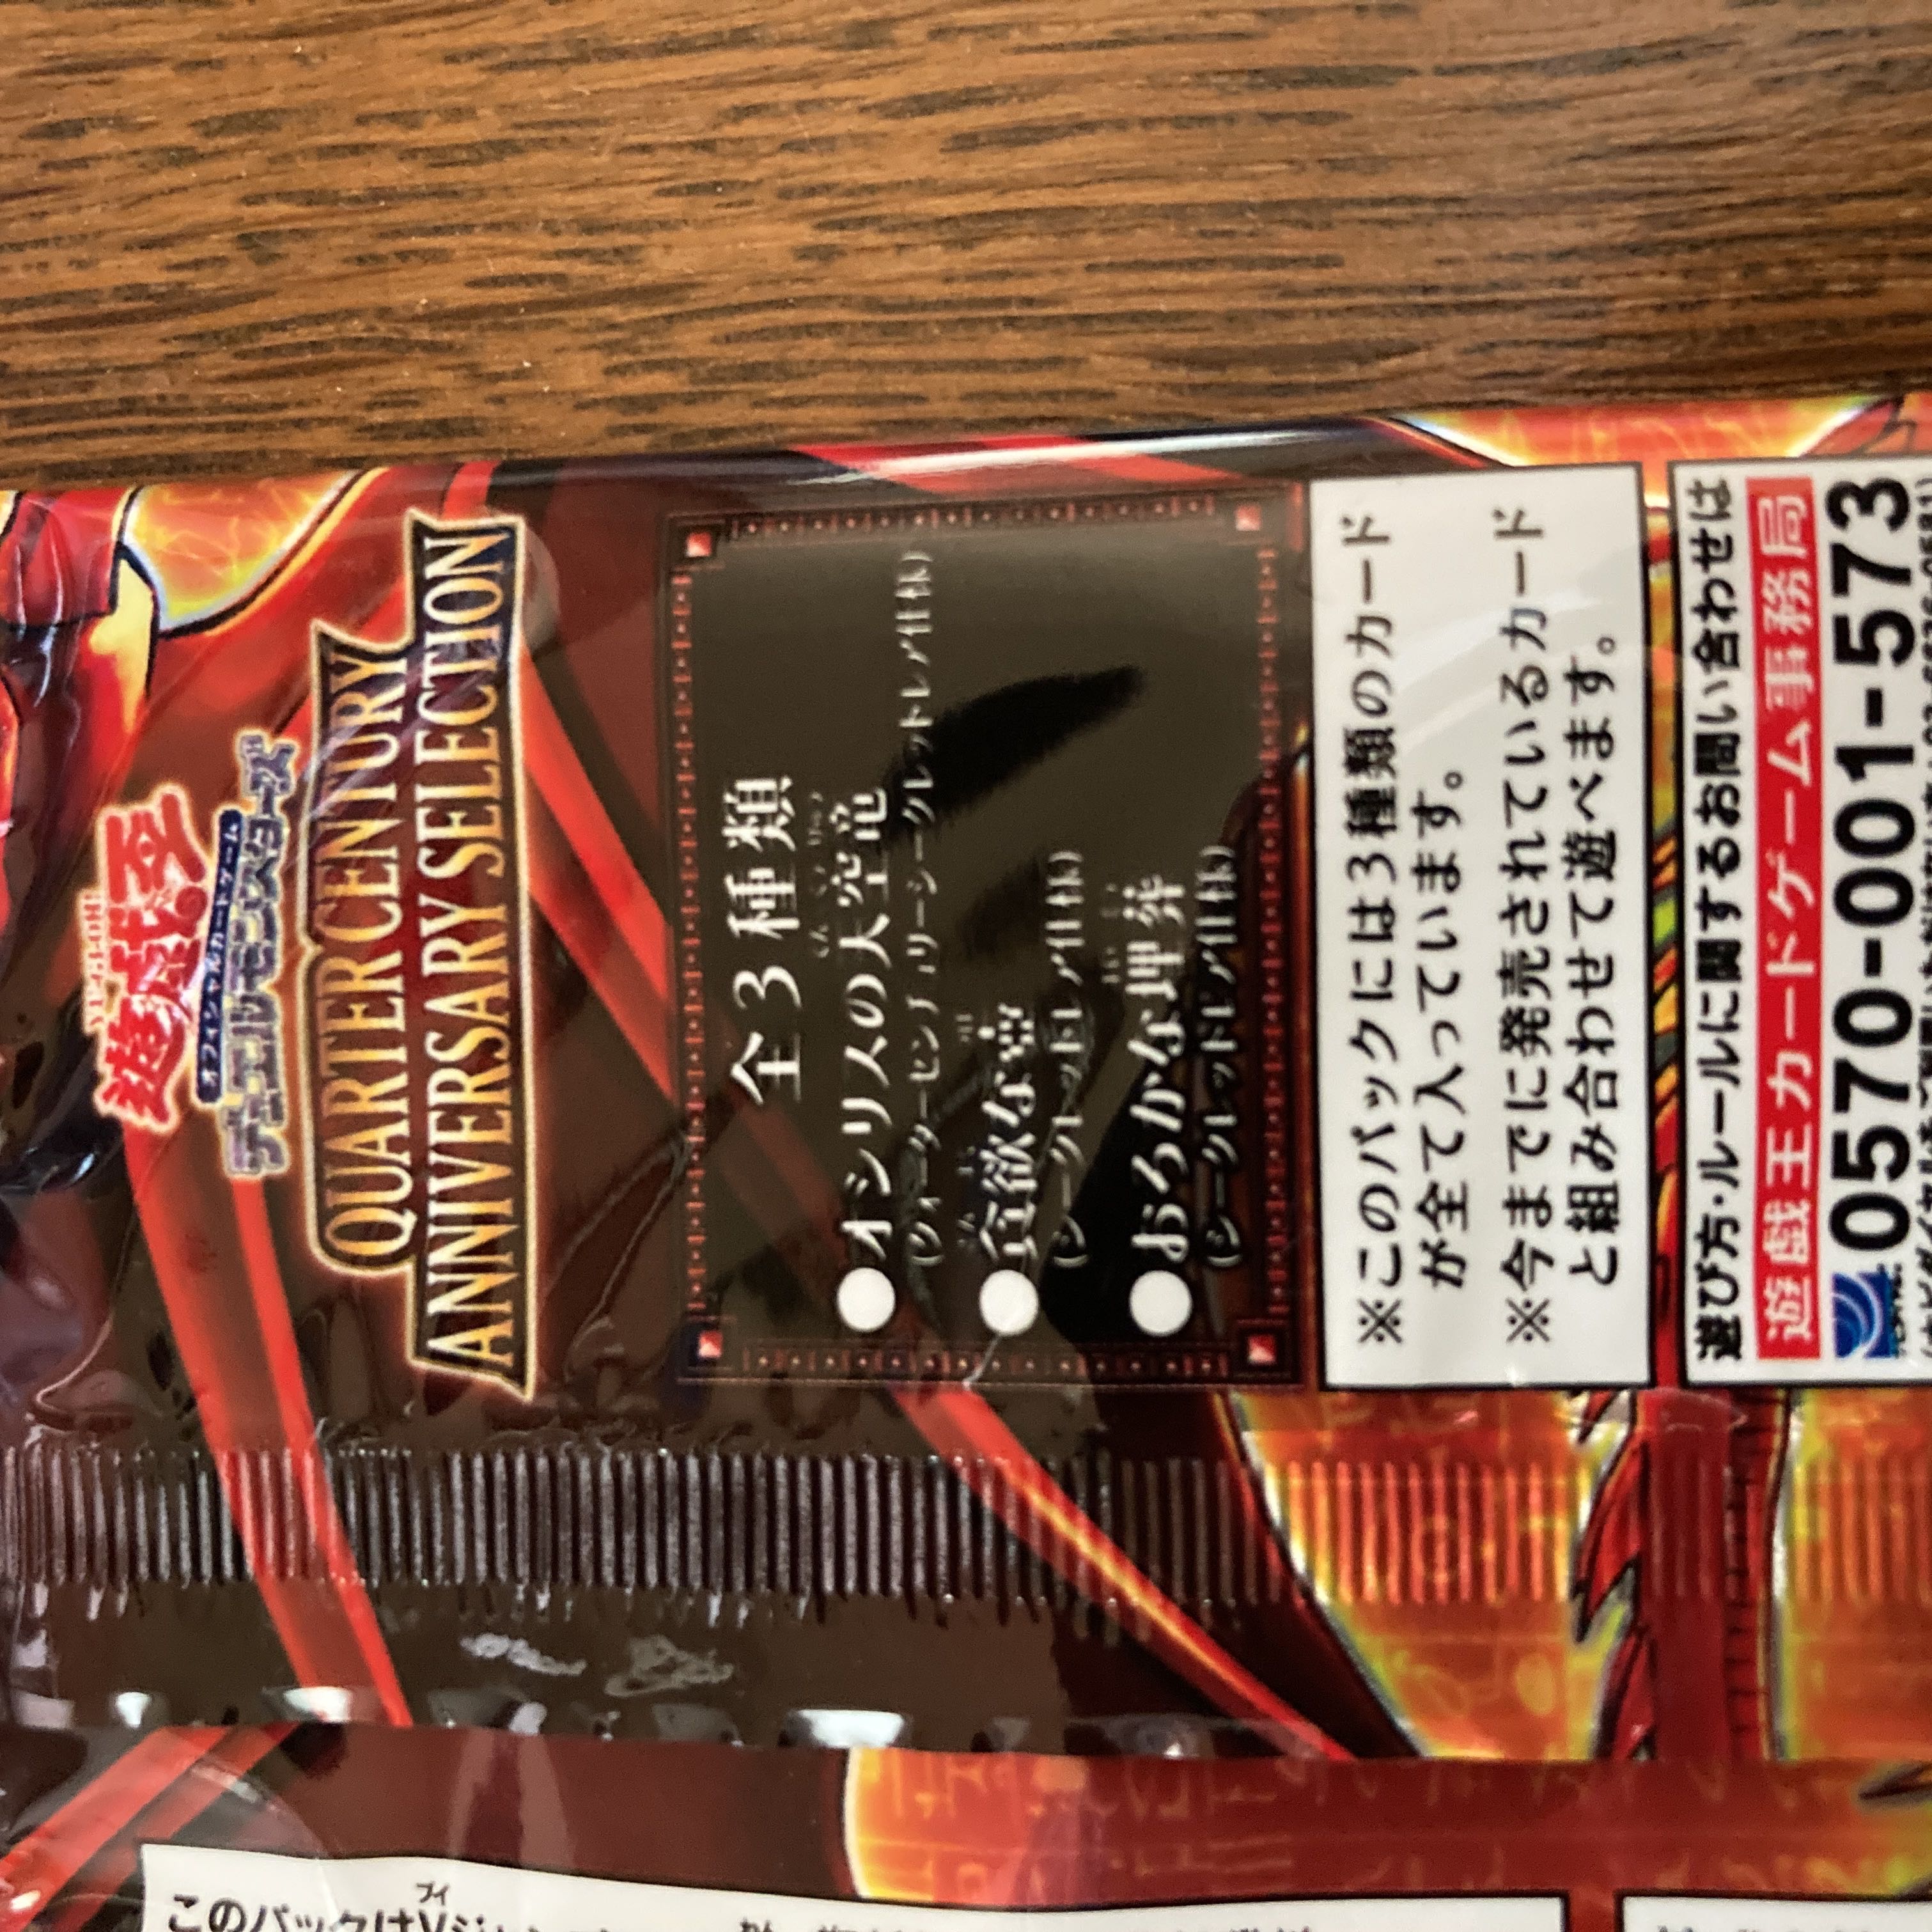 YU-GI-OH!
遊戯王
オフィシャルカードゲーム
デュエルモンスターズ
QUARTER CENTURY
ANNIVERSARY SELECTION
全3種類
オシリスの天空竜
(クォーターセンチュリーシークレットレア仕様)
貪欲な壺
(シークレットレア仕様)
おろかな埋葬
(シークレットレア仕様)
※このパックには3種類のカード
が全て入っています。
※今までに発売されているカード
と組み合わせて遊べます。
遊び方・ルールに関するお問い合わせは
遊戯王カードゲーム事務局
0570-001-573
このパックはVジャンプ